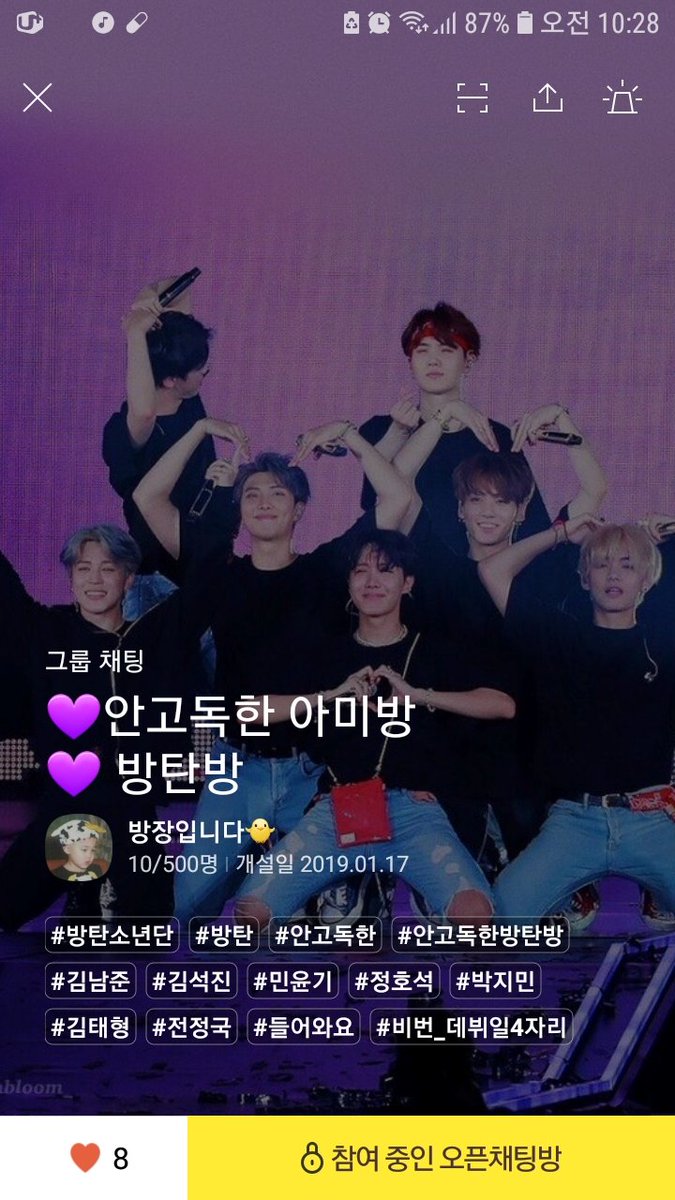 87% 오전 10:28
그룹 채팅
💜안고독한 아미방
💜 방탄방
방장입니다🐥
10/500명 | 개설일 2019.01.17
#방탄소년단 #방탄 #안고독한 #안고독한방탄방
#김남준 #김석진 #민윤기 #정호석 #박지민
#김태형 #전정국 #들어와요 #비번_데뷔일4자리
bloom
8 참여 중인 오픈채팅방